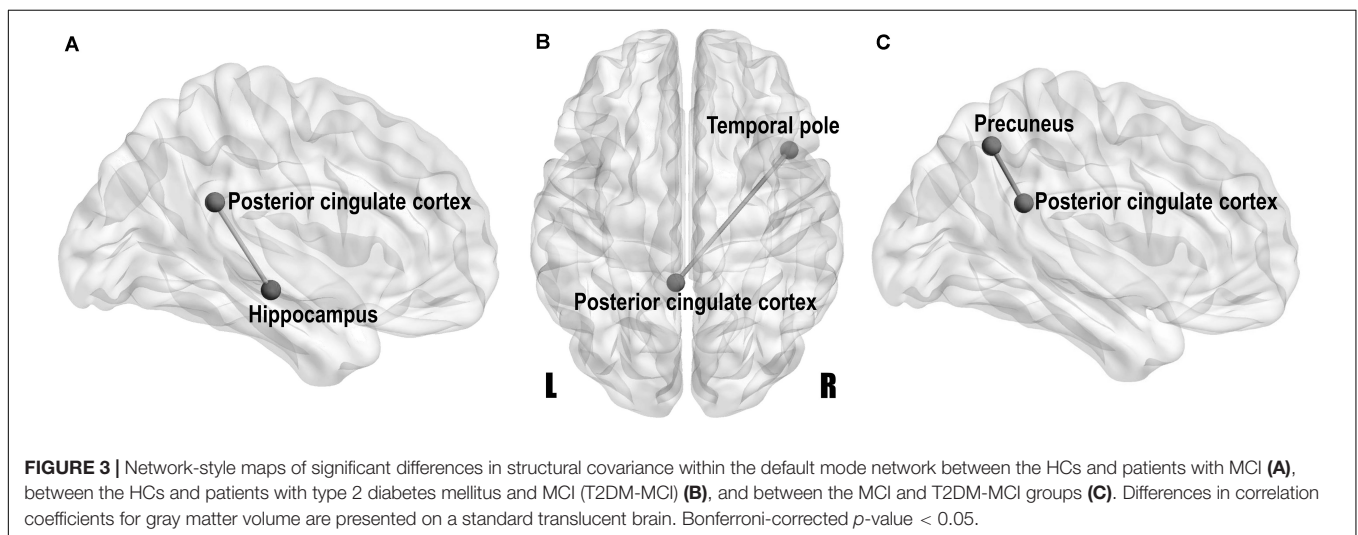 A
B
C
Posterior cingulate cortex
Hippocampus
Temporal pole
Posterior cingulate cortex
L
R
Precuneus
Posterior cingulate cortex
FIGURE 3 | Network-style maps of significant differences in structural covariance within the default mode network between the HCs and patients with MCI (A),
between the HCs and patients with type 2 diabetes mellitus and MCI (T2DM-MCI) (B), and between the MCI and T2DM-MCI groups (C). Differences in correlation
coefficients for gray matter volume are presented on a standard translucent brain. Bonferroni-corrected p-value < 0.05.